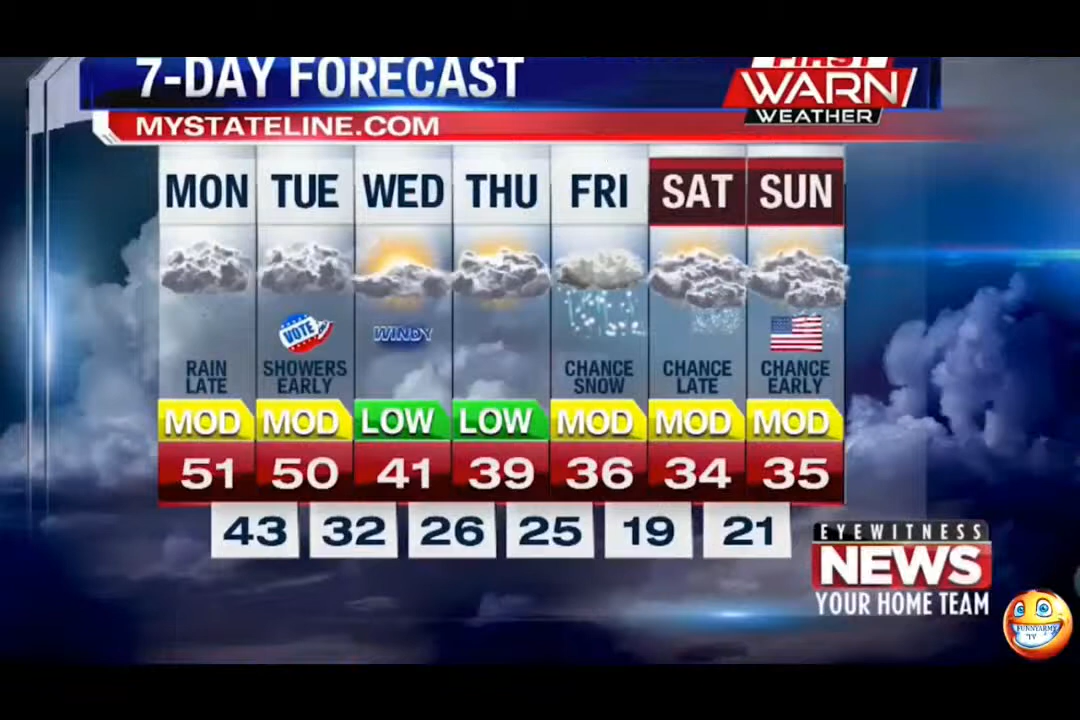 7-DAY FORECAST
FIRST
WARN
WEATHER
MYSTATELINE.COM
MON TUE WED THU FRI SAT SUN
VOTE
WINDY
RAIN LATE
SHOWERS EARLY
CHANCE SNOW
CHANCE LATE
CHANCE EARLY
MOD MOD LOW LOW MOD MOD MOD
51 50 41 39 36 34 35
43 32 26 25 19 21
EYEWITNESS
NEWS
YOUR HOME TEAM
FUNNYARMY
TV